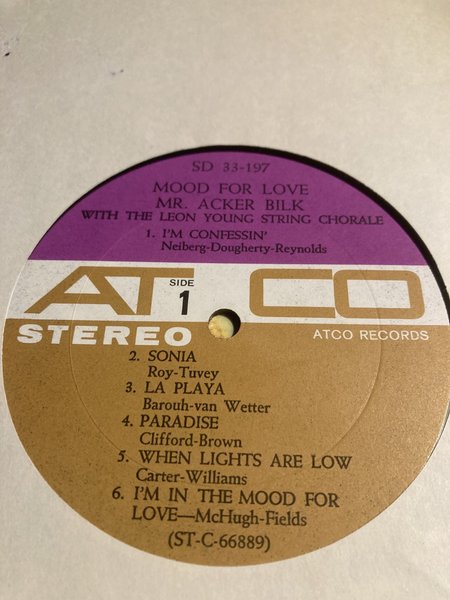 SD 33-197
MOOD FOR LOVE
MR. ACKER BILK
WITH THE LEON YOUNG STRING CHORALE
1. I'M CONFESSIN'
Neiberg-Dougherty-Reynolds
ATCO
SIDE
1
STEREO
ATCO RECORDS
2. SONIA
Roy-Tuvey
3. LA PLAYA
Barouh-van Wetter
4. PARADISE
Clifford-Brown
5. WHEN LIGHTS ARE LOW
Carter-Williams
6. I'M IN THE MOOD FOR
LOVE—McHugh-Fields
(ST-C-66889)